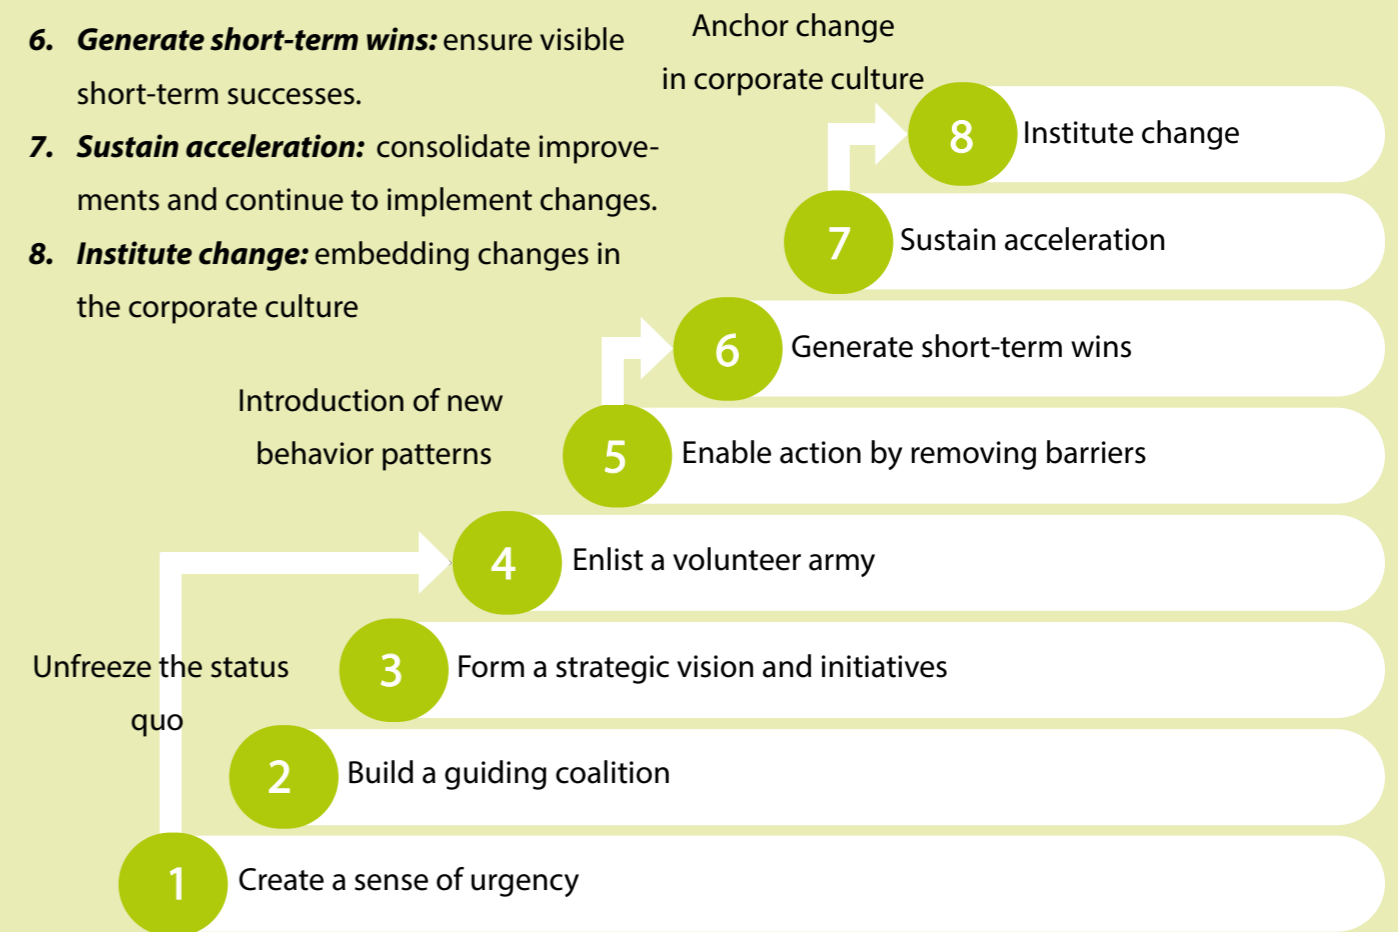 6. Generate short-term wins: ensure visible
short-term successes.
7. Sustain acceleration: consolidate improve-
ments and continue to implement changes.
8. Institute change: embedding changes in
the corporate culture
Anchor change
in corporate culture
8 Institute change
7 Sustain acceleration
6 Generate short-term wins
Introduction of new
behavior patterns
5 Enable action by removing barriers
4 Enlist a volunteer army
Unfreeze the status
quo
3 Form a strategic vision and initiatives
2 Build a guiding coalition
1 Create a sense of urgency